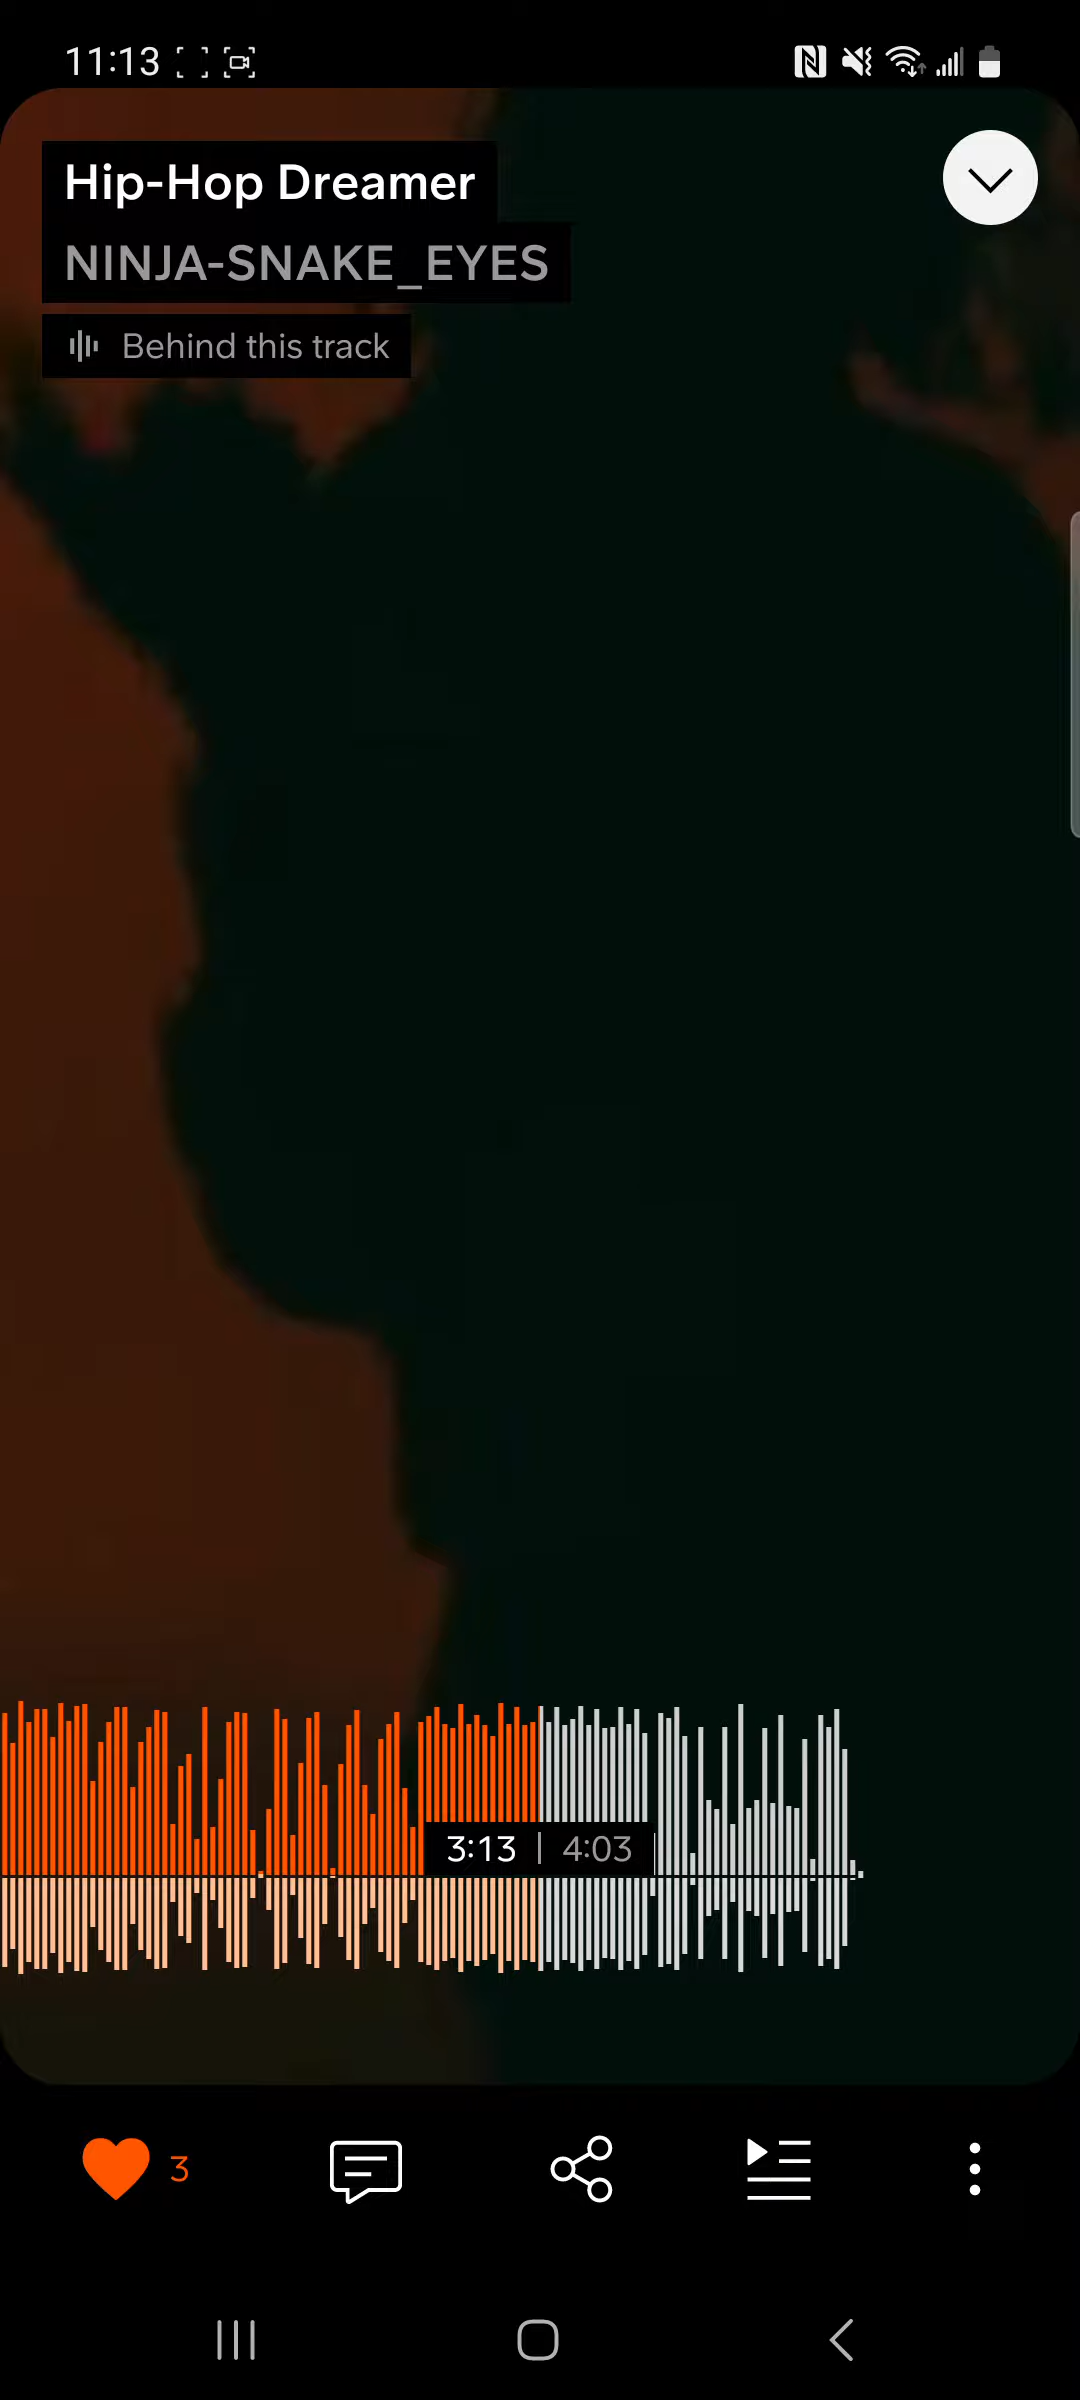 11:13
Hip-Hop Dreamer
NINJA-SNAKE_EYES
Behind this track
3:13 | 4:03
3